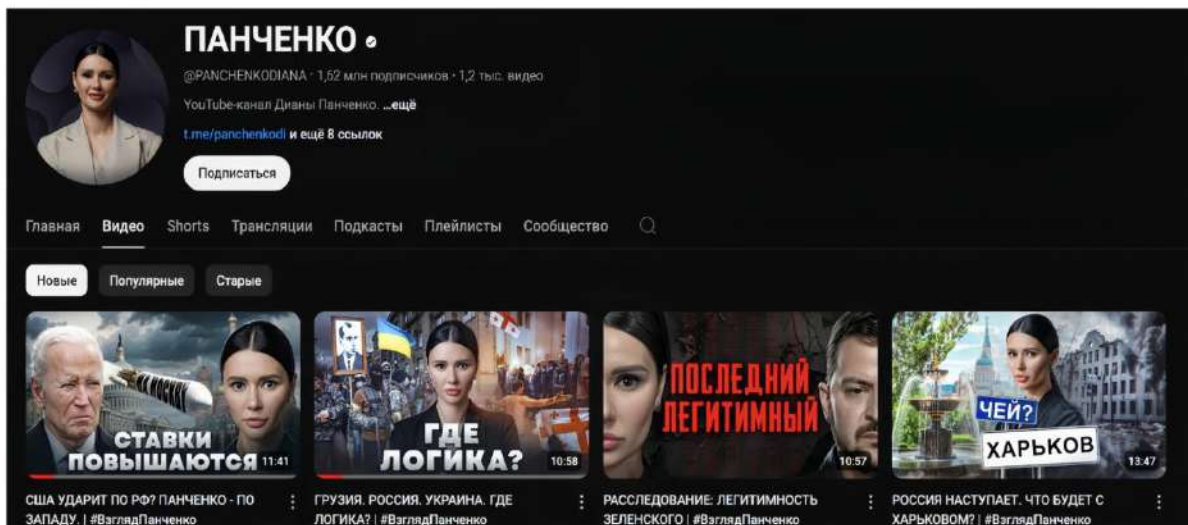 ПАНЧЕНКО
@PANCHENKODIANA · 1,52 млн подписчиков · 1,2 тыс. видео
YouTube-канал Дианы Панченко. ...ещё
t.me/panchenkodi и ещё 8 ссылок
Подписаться
Главная Видео Shorts Трансляции Подкасты Плейлисты Сообщество
Новые Популярные Старые
НА МОСКВУ
СТАВКИ
ПОВЫШАЮТСЯ
11:41
ГДЕ
ЛОГИКА?
10:58
ПОСЛЕДНИЙ
ЛЕГИТИМНЫЙ
10:57
ЧЕЙ?
ХАРЬКОВ
13:47
США УДАРИТ ПО РФ? ПАНЧЕНКО - ПО
ЗАПАДУ. | #ВзглядПанченко
ГРУЗИЯ. РОССИЯ. УКРАИНА. ГДЕ
ЛОГИКА? | #ВзглядПанченко
РАССЛЕДОВАНИЕ: ЛЕГИТИМНОСТЬ
ЗЕЛЕНСКОГО | #ВзглядПанченко
РОССИЯ НАСТУПАЕТ. ЧТО БУДЕТ С
ХАРЬКОВОМ? | #ВзглядПанченко